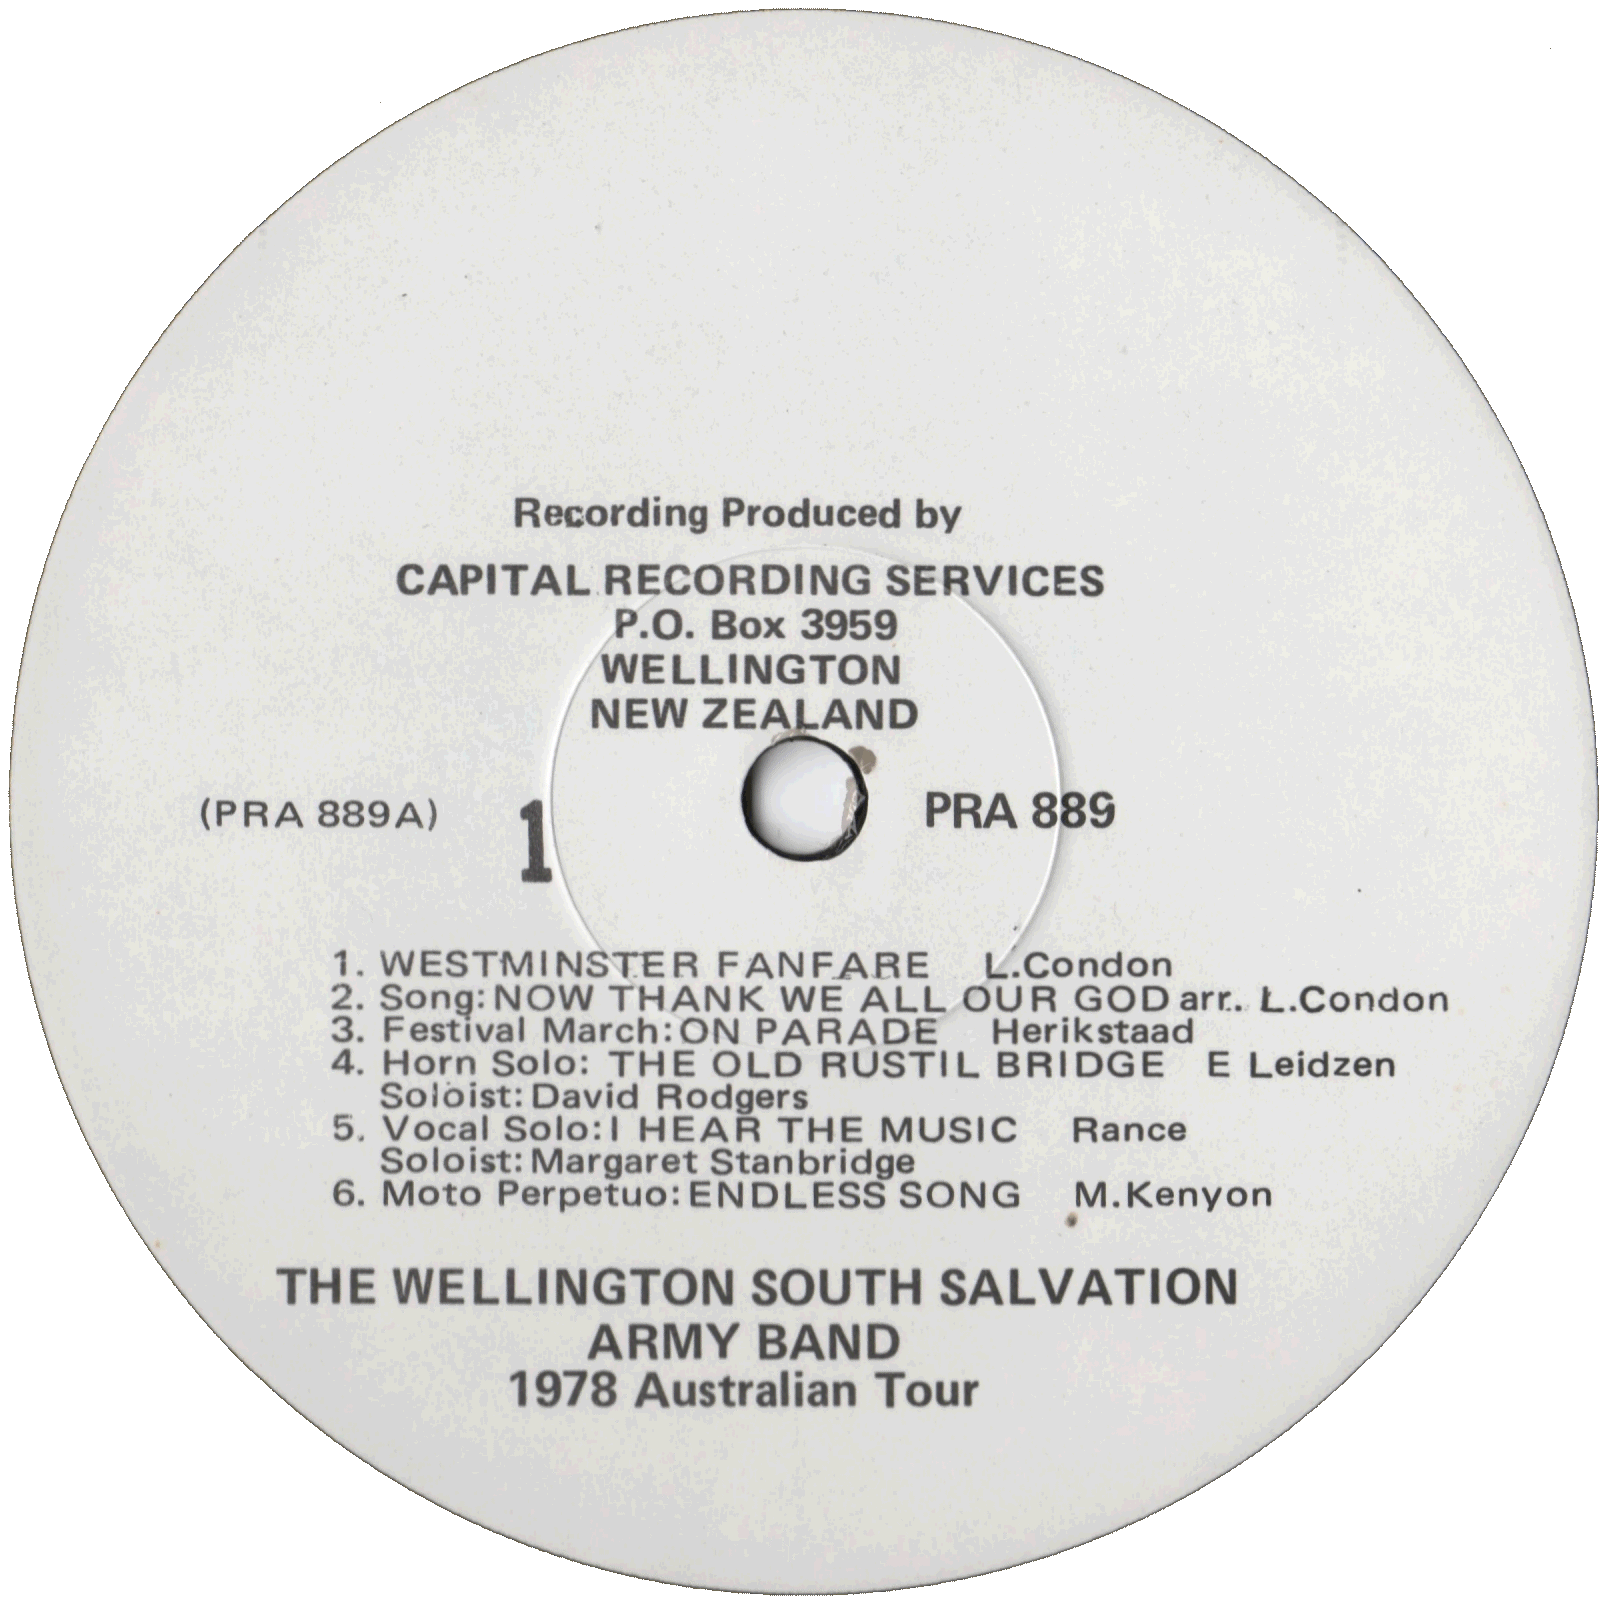 Recording Produced by
CAPITAL RECORDING SERVICES
P.O. Box 3959
WELLINGTON
NEW ZEALAND
(PRA 889A) 1 PRA 889
1. WESTMINSTER FANFARE L.Condon
2. Song: NOW THANK WE ALL OUR GOD arr.. L.Condon
3. Festival March: ON PARADE Herikstaad
4. Horn Solo: THE OLD RUSTIL BRIDGE E Leidzen
Soloist: David Rodgers
5. Vocal Solo: I HEAR THE MUSIC Rance
Soloist: Margaret Stanbridge
6. Moto Perpetuo: ENDLESS SONG M.Kenyon
THE WELLINGTON SOUTH SALVATION
ARMY BAND
1978 Australian Tour